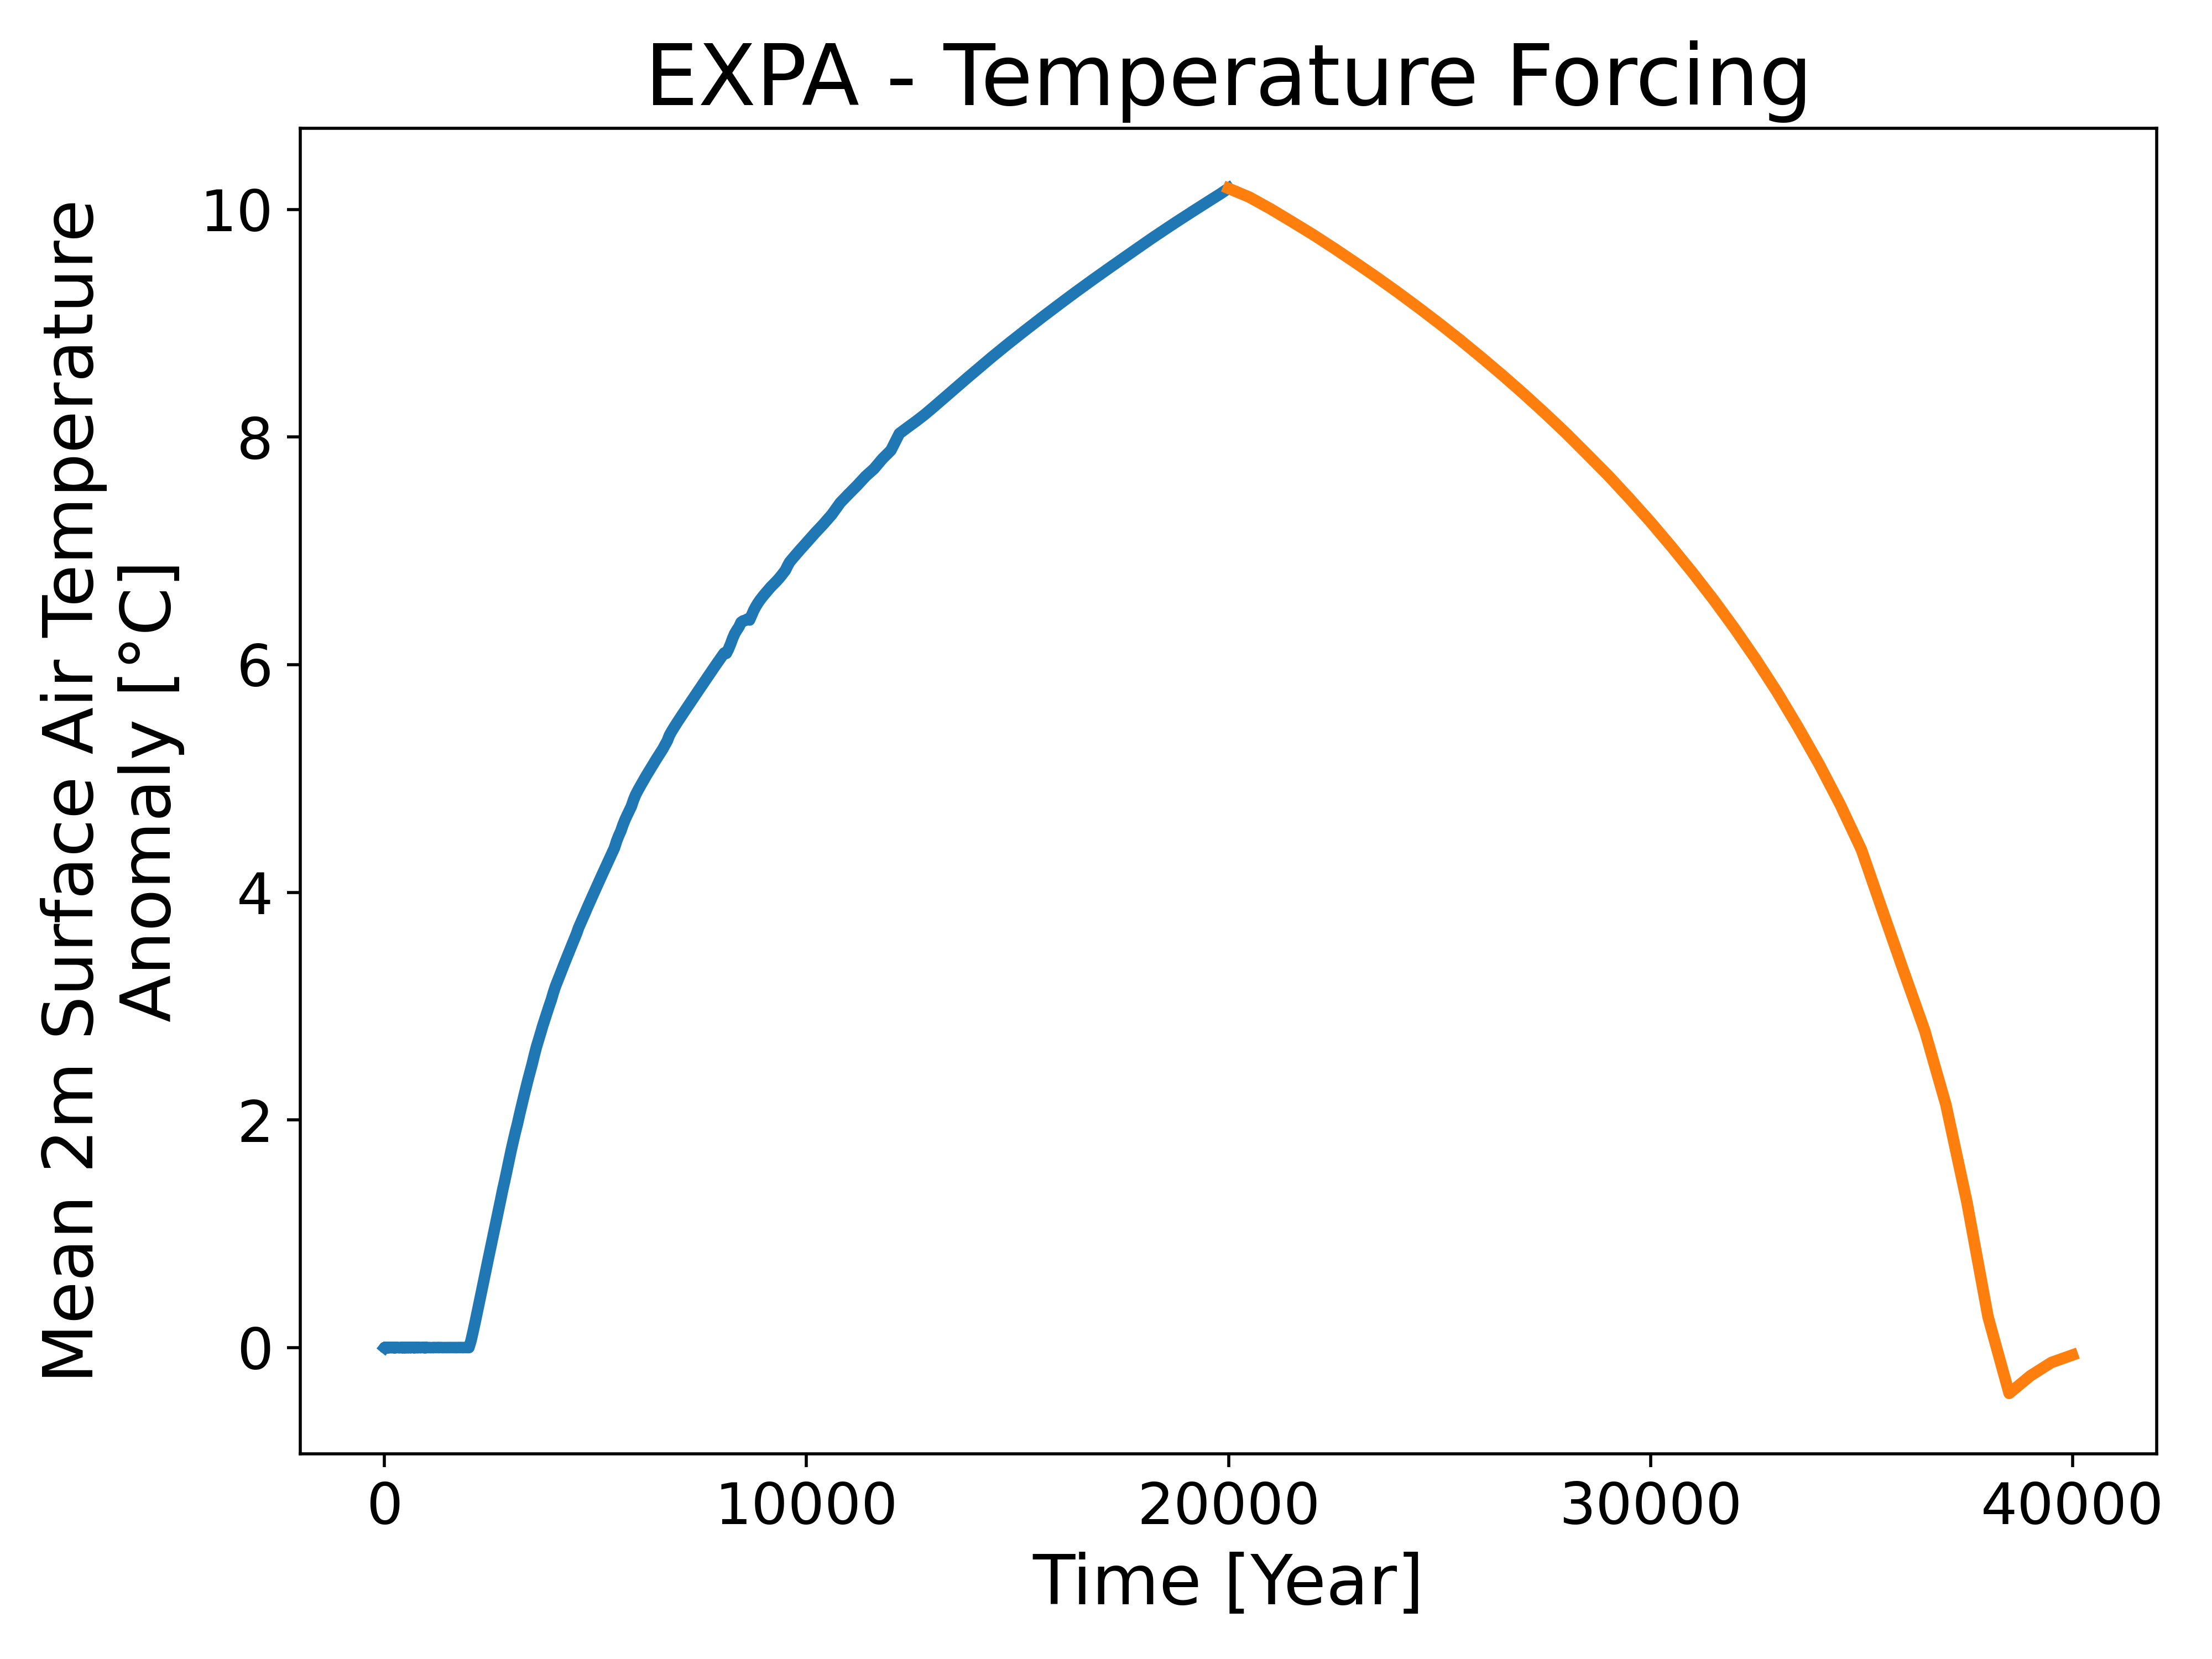 EXPA - Temperature Forcing
Mean 2m Surface Air Temperature
Anomaly [°C]
10
8
6
4
2
0
0 10000 20000 30000 40000
Time [Year]